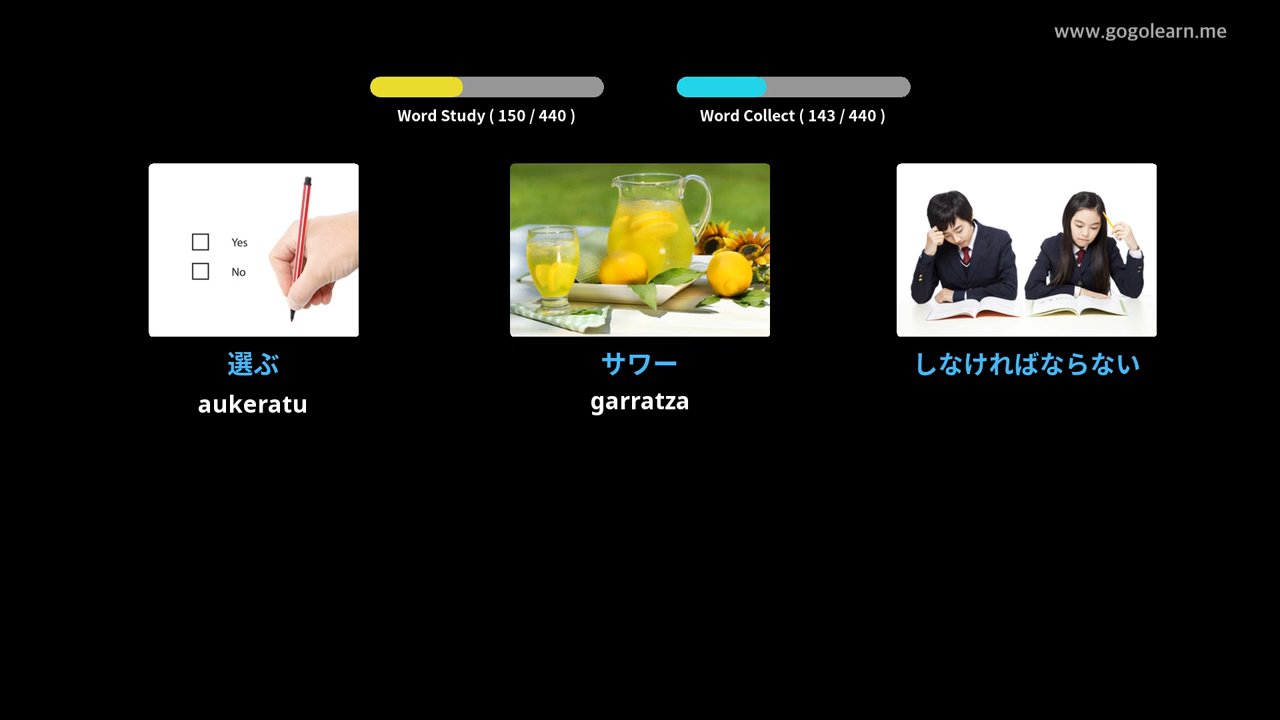 www.gogolearn.me
Word Study ( 150 / 440 )
Word Collect ( 143 / 440 )
Yes
No
選ぶ
サワー
しなければならない
aukeratu
garratza